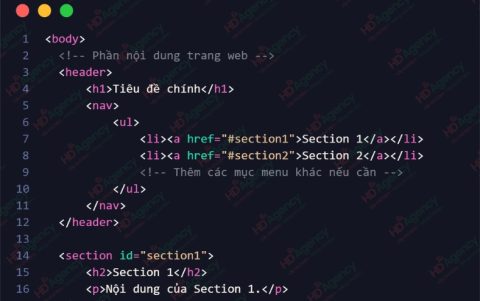 1 <body>
2 <!-- Phần nội dung trang web -->
3 <header>
4 <h1>Tiêu đề chính</h1>
5 <nav>
6 <ul>
7 <li><a href="#section1">Section 1</a></li>
8 <li><a href="#section2">Section 2</a></li>
9 <!-- Thêm các mục menu khác nếu cần -->
10 </ul>
11 </nav>
12 </header>
13
14 <section id="section1">
15 <h2>Section 1</h2>
16 <p>Nội dung của Section 1.</p>
HD Agency